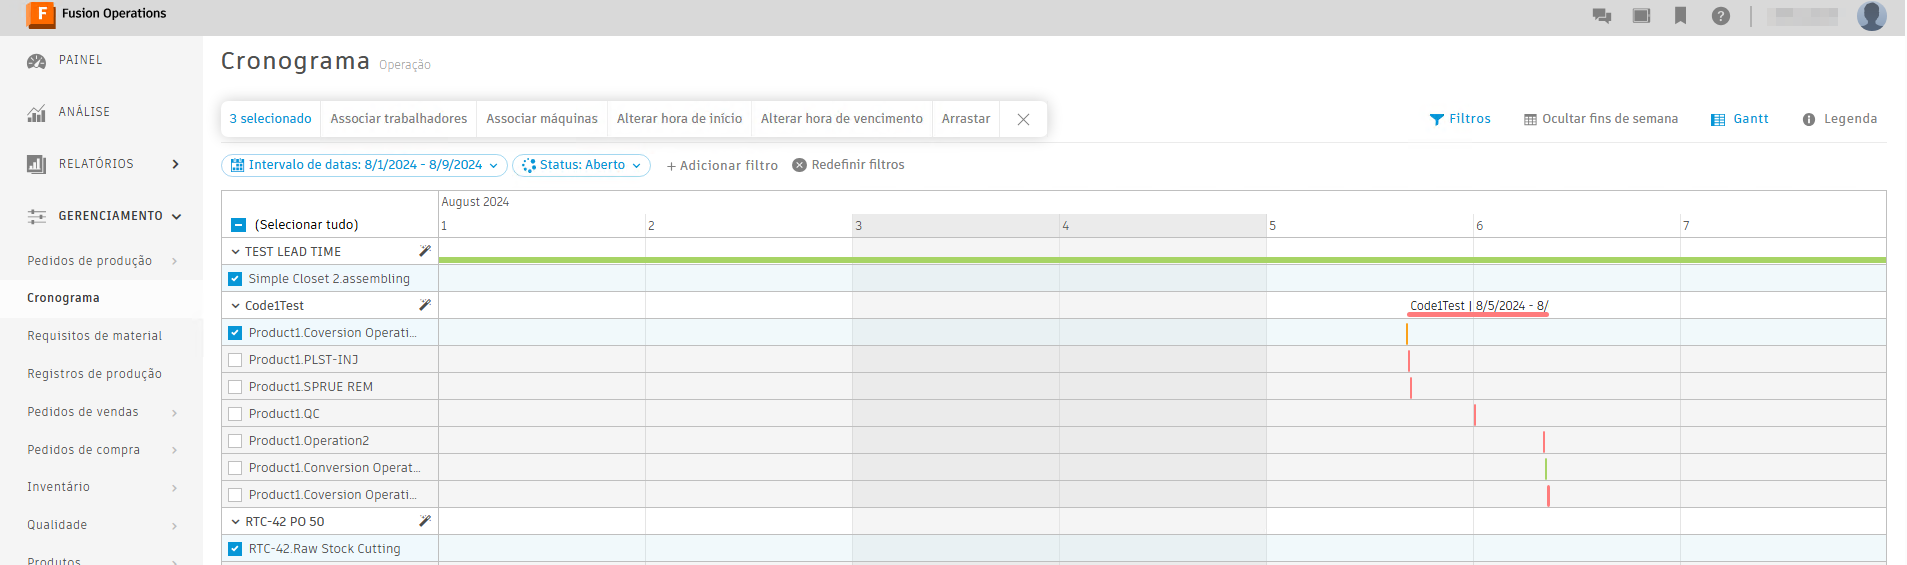 F Fusion Operations
?
PAINEL
ANÁLISE
RELATÓRIOS
GERENCIAMENTO
Pedidos de produção
Cronograma
Requisitos de material
Registros de produção
Pedidos de vendas
Pedidos de compra
Inventário
Qualidade
Produtos
Cronograma Operação
3 selecionado Associar trabalhadores Associar máquinas Alterar hora de início Alterar hora de vencimento Arrastar
Filtros Ocultar fins de semana Gantt Legenda
Intervalo de datas: 8/1/2024 - 8/9/2024 Status: Aberto + Adicionar filtro Redefinir filtros
August 2024
(Selecionar tudo) 1 2 3 4 5 6 7
TEST LEAD TIME
Simple Closet 2.assembling
Code1Test Code1Test | 8/5/2024 - 8/
Product1.Coversion Operati...
Product1.PLST-INJ
Product1.SPRUE REM
Product1.QC
Product1.Operation2
Product1.Conversion Operat...
Product1.Coversion Operati...
RTC-42 PO 50
RTC-42.Raw Stock Cutting